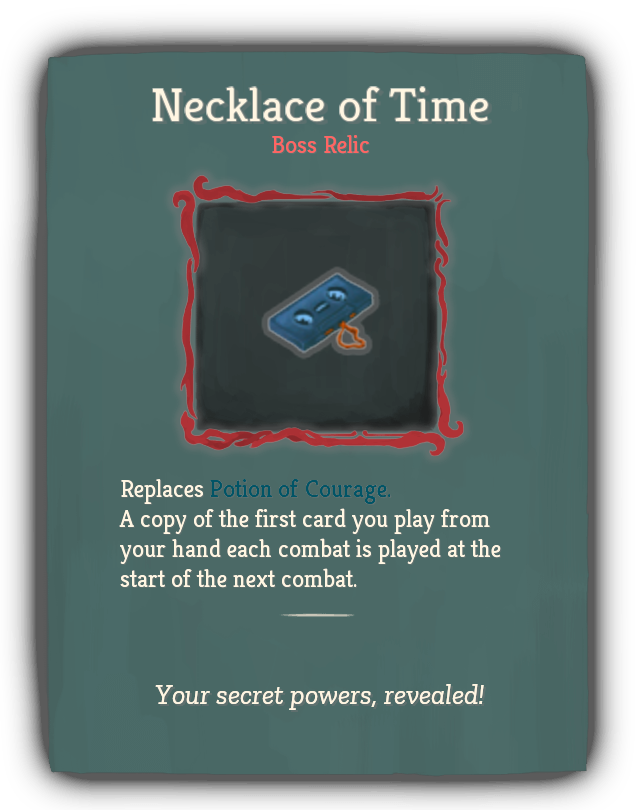 Necklace of Time
Boss Relic
Replaces Potion of Courage.
A copy of the first card you play from
your hand each combat is played at the
start of the next combat.
Your secret powers, revealed!